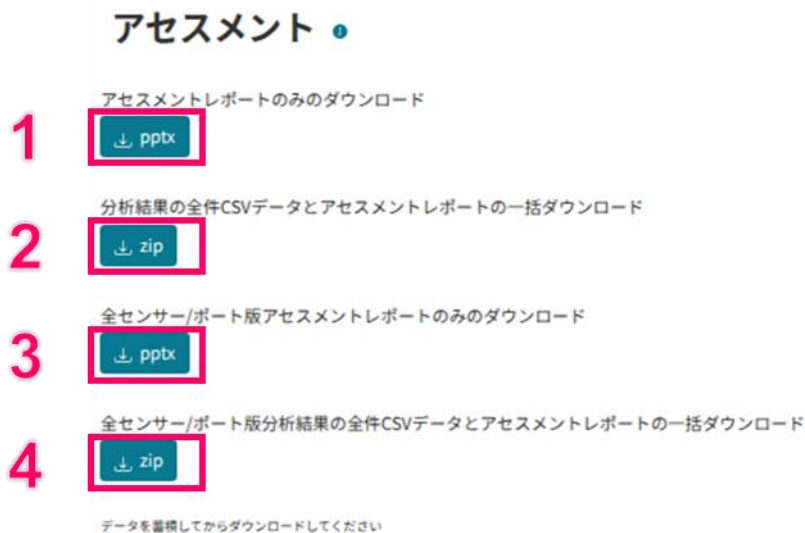 アセスメント
アセスメントレポートのみのダウンロード
1
pptx
分析結果の全件CSVデータとアセスメントレポートの一括ダウンロード
2
zip
全センサー/ポート版アセスメントレポートのみのダウンロード
3
pptx
全センサー/ポート版分析結果の全件CSVデータとアセスメントレポートの一括ダウンロード
4
zip
データを蓄積してからダウンロードしてください